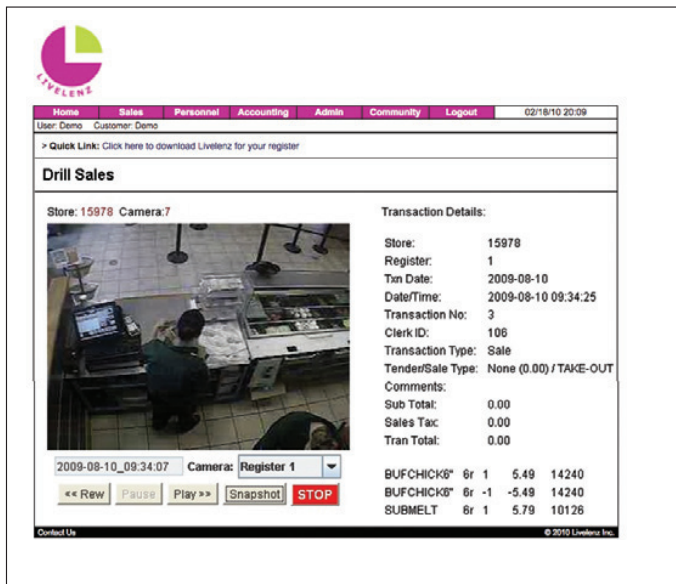 LIVELENZ
Home Sales Personnel Accounting Admin Community Logout 02/18/10 20:09
User: Demo Customer: Demo
> Quick Link: Click here to download Livelenz for your register
Drill Sales
Store: 15978 Camera:7
Transaction Details:
Store: 15978
Register: 1
Txn Date: 2009-08-10
Date/Time: 2009-08-10 09:34:25
Transaction No: 3
Clerk ID: 106
Transaction Type: Sale
Tender/Sale Type: None (0.00) / TAKE-OUT
Comments:
Sub Total: 0.00
Sales Tax: 0.00
Tran Total: 0.00
BUFCHICK6" 6r 1 5.49 14240
BUFCHICK6" 6r -1 -5.49 14240
SUBMELT 6r 1 5.79 10126
2009-08-10_09:34:07 Camera: Register 1
<< Rew Pause Play >> Snapshot STOP
Contact Us © 2010 Livelenz Inc.